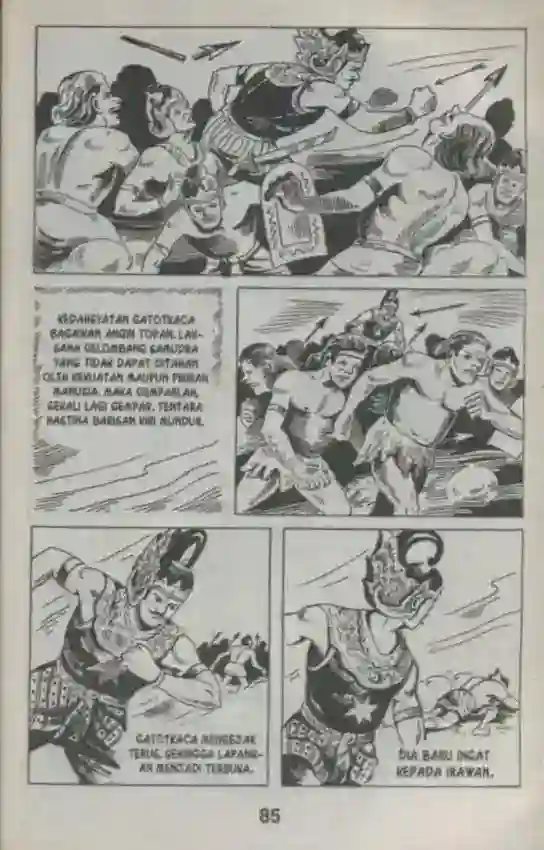 KEDAHSYATAN GATOTKACA
BAGAIKAN ANGIN TOPAN, LAK-
SANA GELOMBANG SAMUDRA
YANG TIDAK DAPAT DITAHAN
OLEH KEKUATAN MAUPUN PIKIRAN
MANUSIA. MAKA GEMPARLAH,
SEKALI LAGI GEMPAR. TENTARA
HASTINA BARISAN KIRI MUNDUR.
GATOTKACA MENGEJAR
TERUS, SEHINGGA LAPANG-
AN MENJADI TERBUKA.
DIA BARU INGAT
KEPADA IRAWAN.
85